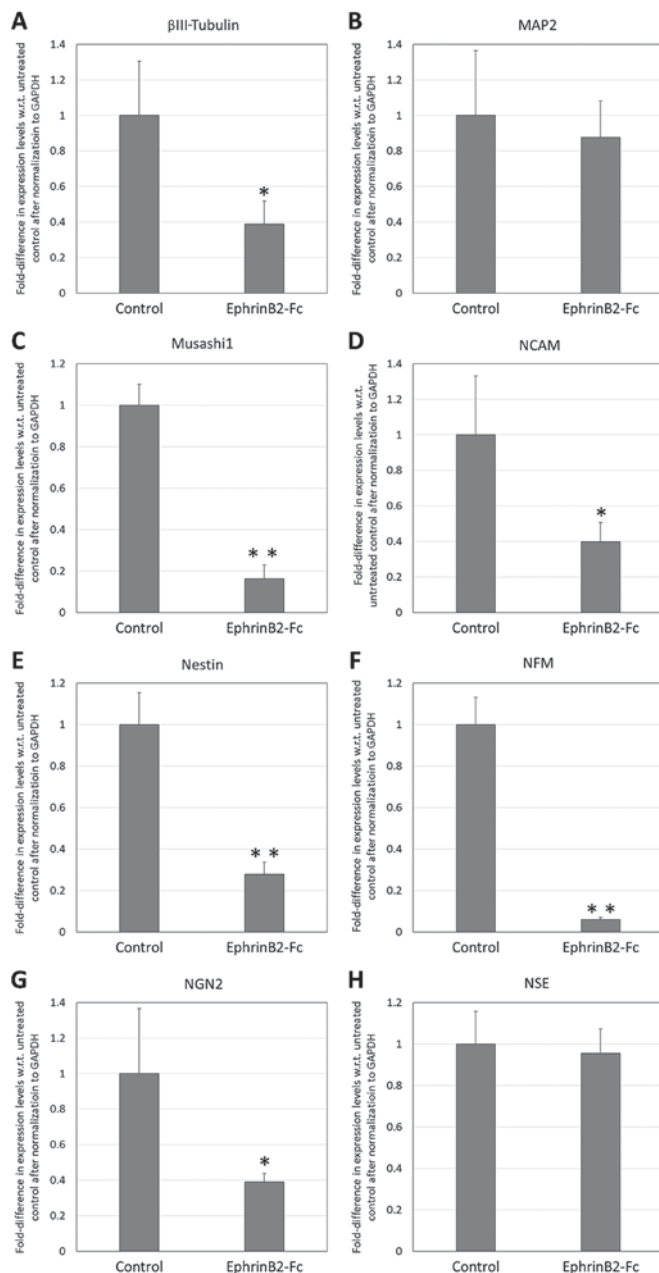 A
βIII-Tubulin
Fold-difference in expression levels w.r.t. untreated
control after normalizatioin to GAPDH
1.4
1.2
1
0.8
0.6
0.4
0.2
0
*
Control
EphrinB2-Fc
B
MAP2
Fold-difference in expression levels w.r.t. untreated
control after normalizatioin to GAPDH
1.4
1.2
1
0.8
0.6
0.4
0.2
0
Control
EphrinB2-Fc
C
Musashi1
Fold-difference in expression levels w.r.t. untreated
control after normalizatioin to GAPDH
1.2
1
0.8
0.6
0.4
0.2
0
* *
Control
EphrinB2-Fc
D
NCAM
Fold-difference in expression levels w.r.t.
untrteated control after normalizatioin to GAPDH
1.4
1.2
1
0.8
0.6
0.4
0.2
0
*
Control
EphrinB2-Fc
E
Nestin
Fold-difference in expression levels w.r.t. untreated
control after normalizatioin to GAPDH
1.2
1
0.8
0.6
0.4
0.2
0
* *
Control
EphrinB2-Fc
F
NFM
Fold-difference in expression levels w.r.t. untreated
control after normalizatioin to GAPDH
1.2
1
0.8
0.6
0.4
0.2
0
* *
Control
EphrinB2-Fc
G
NGN2
Fold-difference in expression levels w.r.t. untreated
control after normalizatioin to GAPDH
1.4
1.2
1
0.8
0.6
0.4
0.2
0
*
Control
EphrinB2-Fc
H
NSE
Fold-difference in expression levels w.r.t. untreated
control after normalizatioin to GAPDH
1.2
1
0.8
0.6
0.4
0.2
0
Control
EphrinB2-Fc